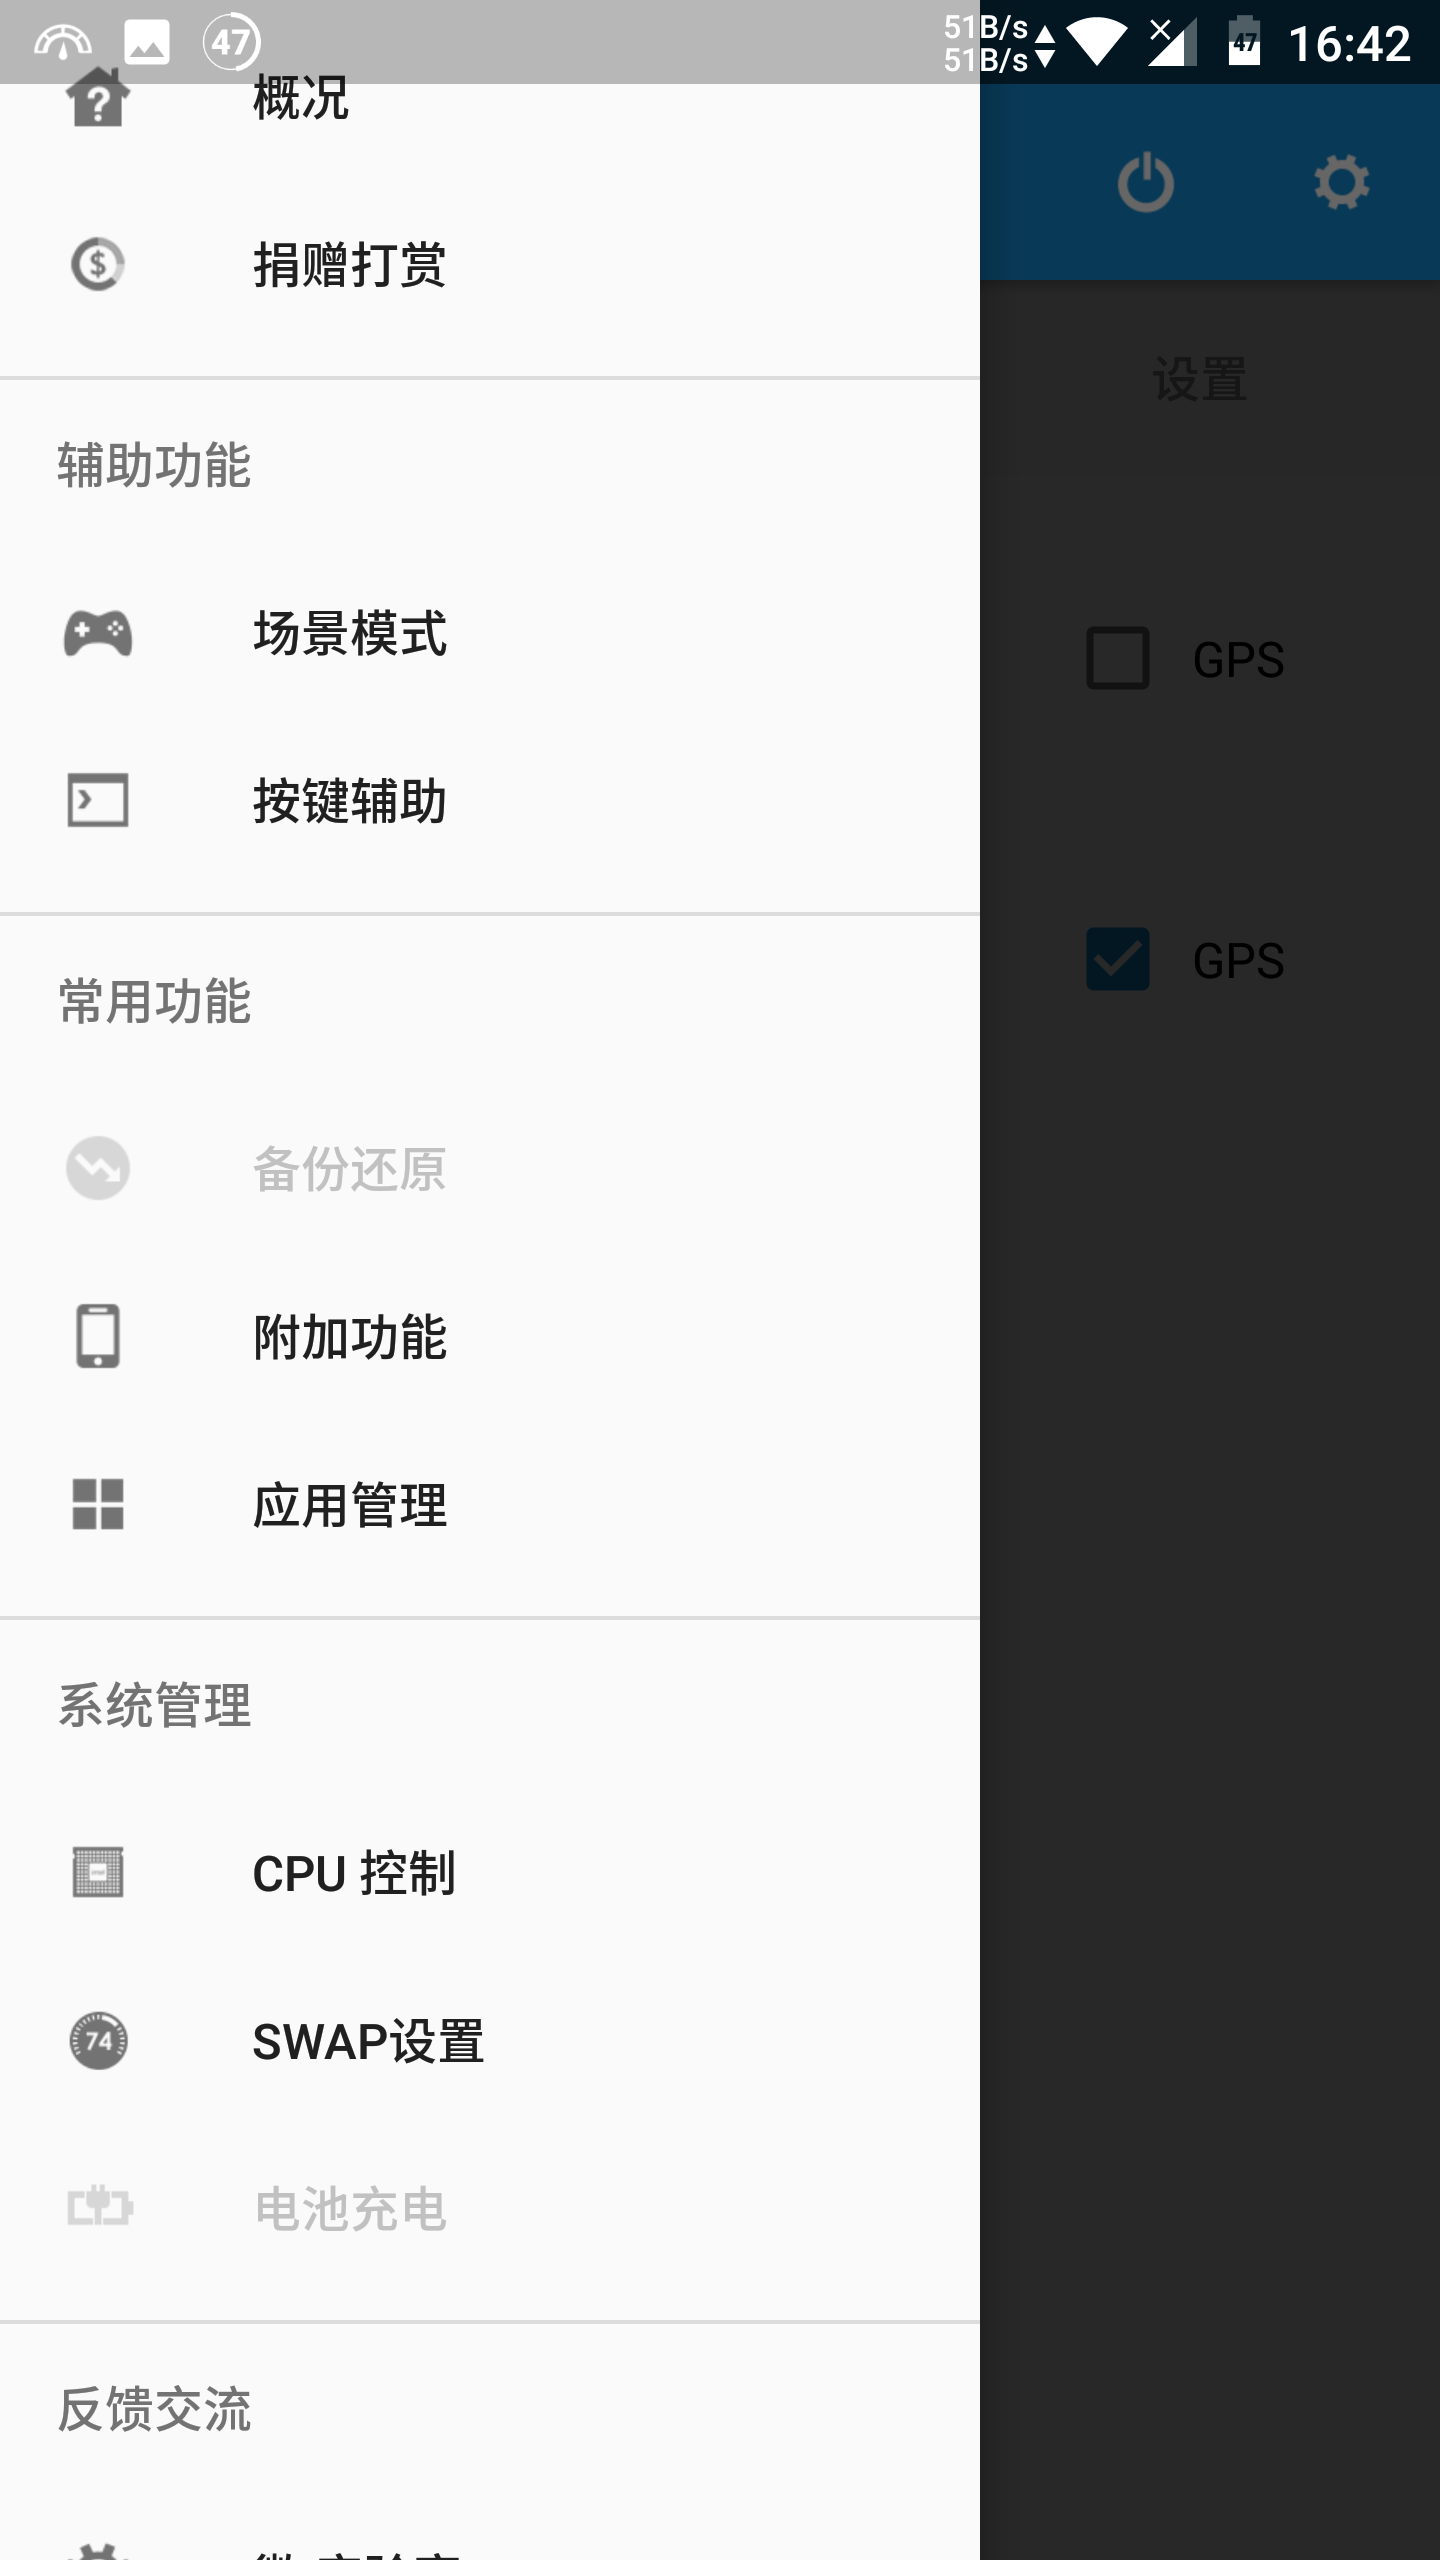 47
51B/s
51B/s
47
16:42
概况
捐赠打赏
设置
辅助功能
场景模式
GPS
按键辅助
GPS
常用功能
备份还原
附加功能
应用管理
系统管理
CPU 控制
74
SWAP设置
电池充电
反馈交流